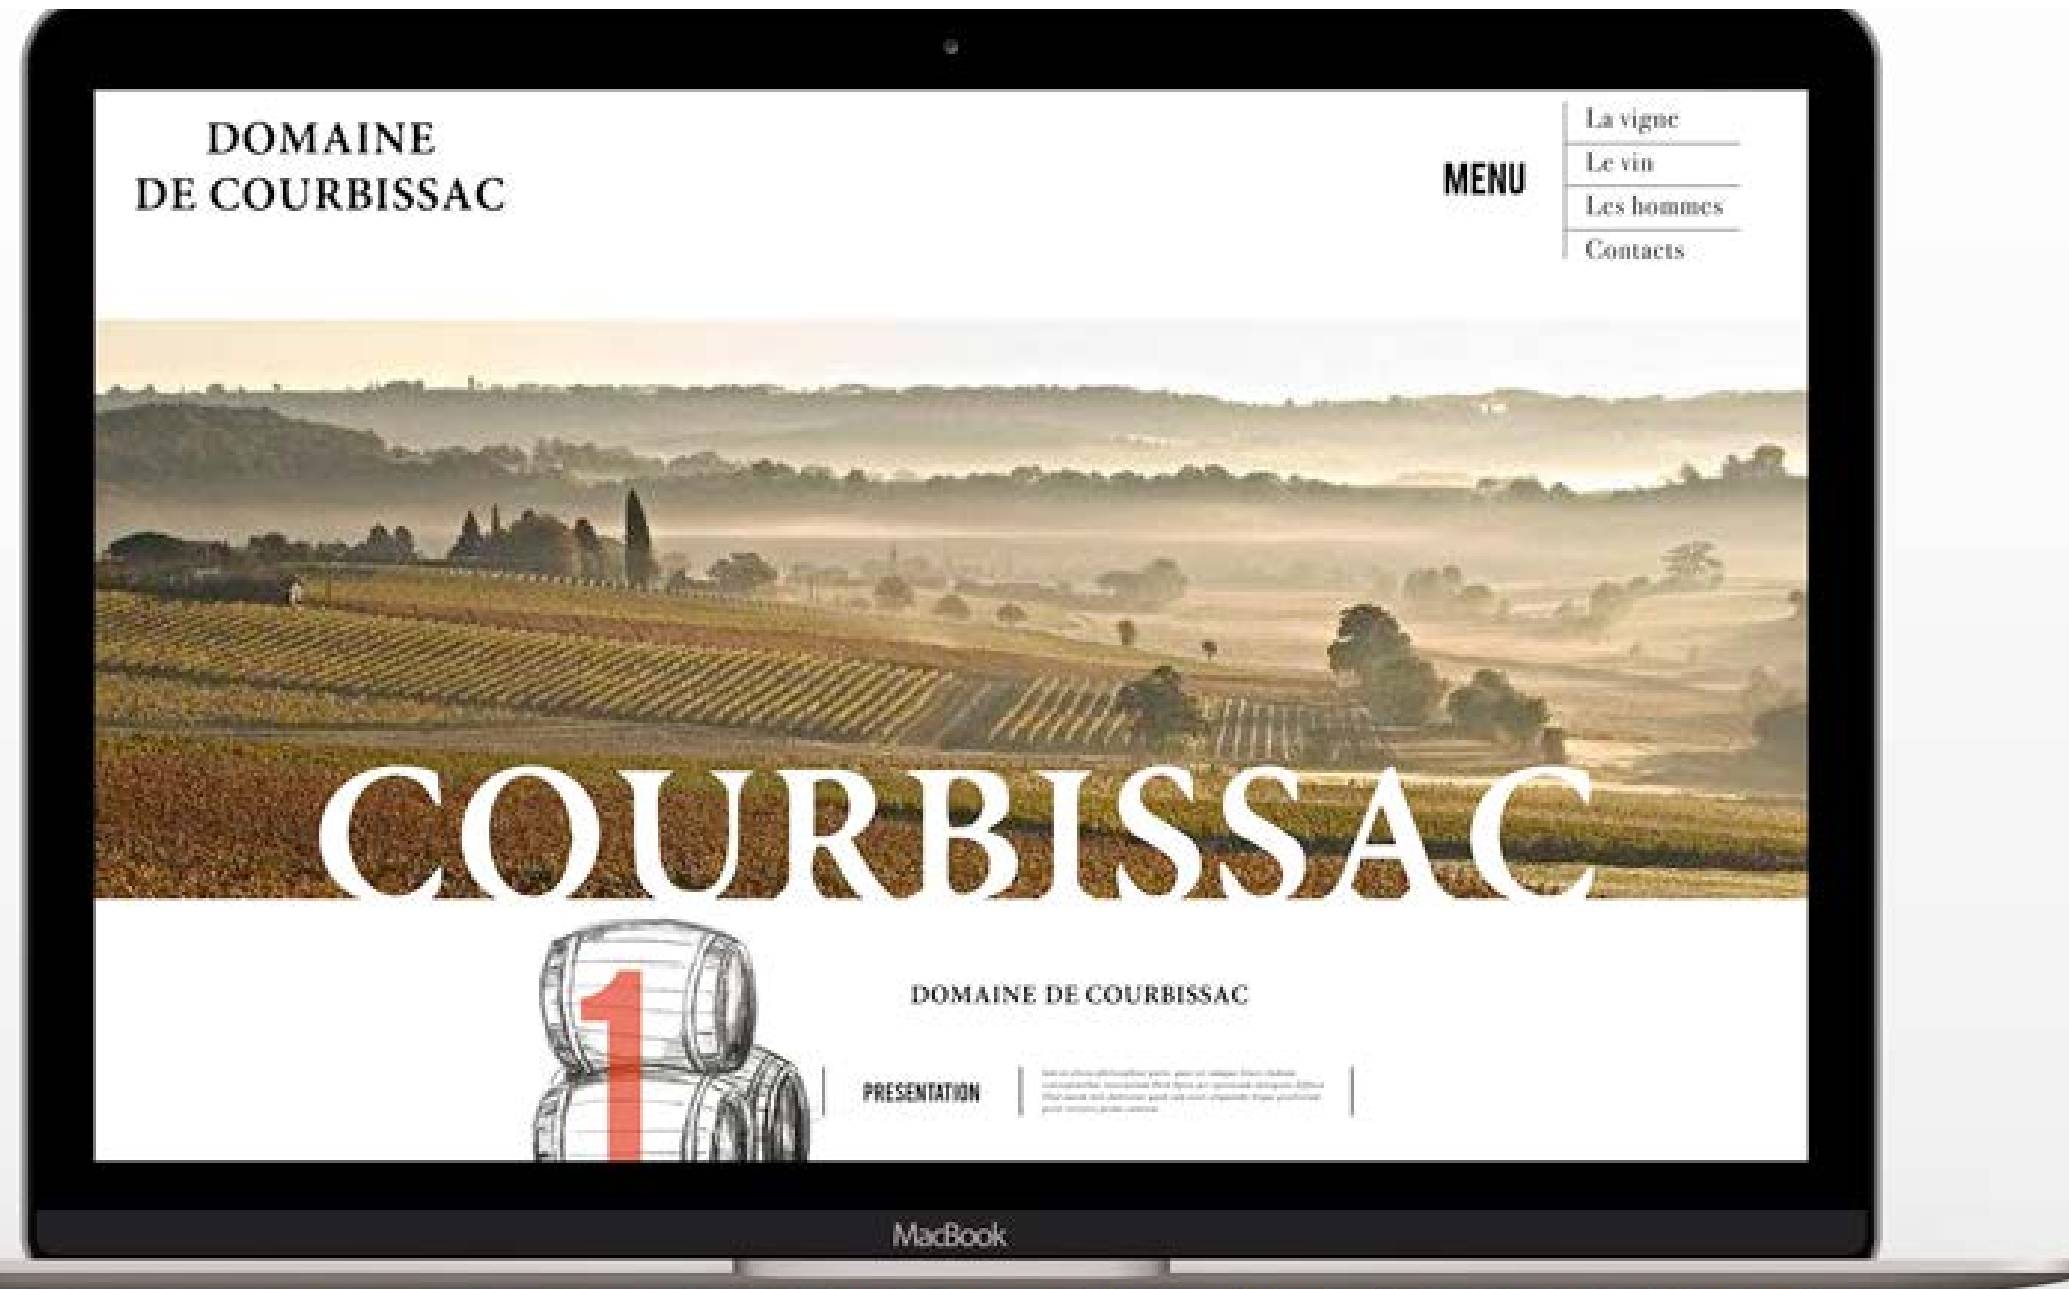 DOMAINE
DE COURBISSAC
MENU
La vigne
Le vin
Les hommes
Contacts
COURBISSAC
1
DOMAINE DE COURBISSAC
PRESENTATION
MacBook